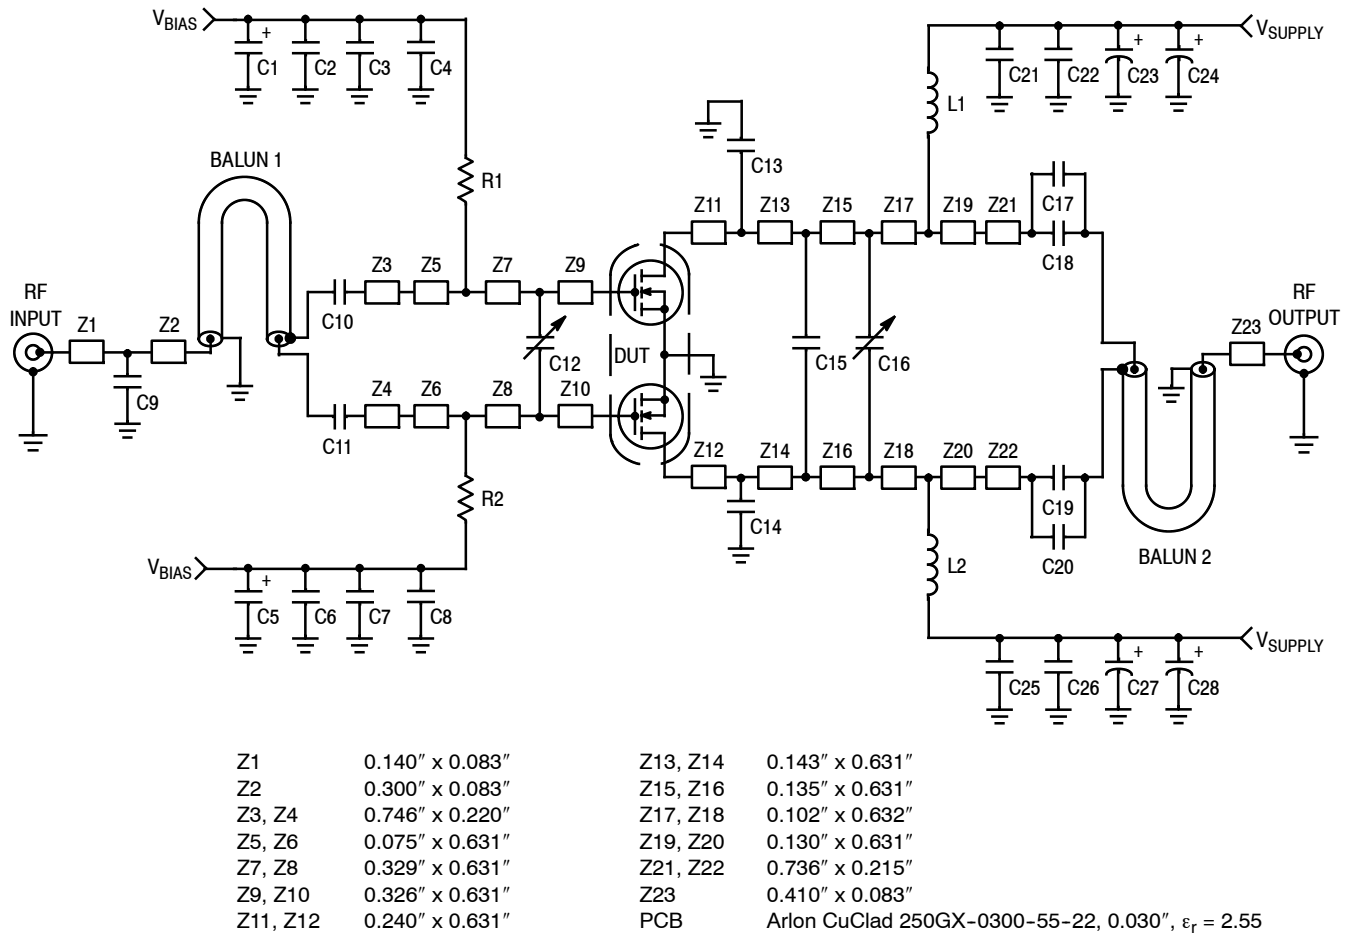 VBIAS
+
C1
C2
C3
C4
R1
BALUN 1
RF
INPUT
Z1
Z2
C9
C10
C11
Z3
Z5
Z7
Z9
C12
Z4
Z6
Z8
Z10
R2
VBIAS
+
C5
C6
C7
C8
DUT
C13
Z11
Z13
Z15
Z17
Z19
Z21
C17
C18
L1
+
+
C21
C22
C23
C24
VSUPPLY
C15
C16
Z12
Z14
Z16
Z18
Z20
Z22
C14
C19
C20
L2
RF
OUTPUT
Z23
BALUN 2
+
+
C25
C26
C27
C28
VSUPPLY
Z1 0.140″ x 0.083″
Z2 0.300″ x 0.083″
Z3, Z4 0.746″ x 0.220″
Z5, Z6 0.075″ x 0.631″
Z7, Z8 0.329″ x 0.631″
Z9, Z10 0.326″ x 0.631″
Z11, Z12 0.240″ x 0.631″
Z13, Z14 0.143″ x 0.631″
Z15, Z16 0.135″ x 0.631″
Z17, Z18 0.102″ x 0.632″
Z19, Z20 0.130″ x 0.631″
Z21, Z22 0.736″ x 0.215″
Z23 0.410″ x 0.083″
PCB Arlon CuClad 250GX-0300-55-22, 0.030″, εr = 2.55